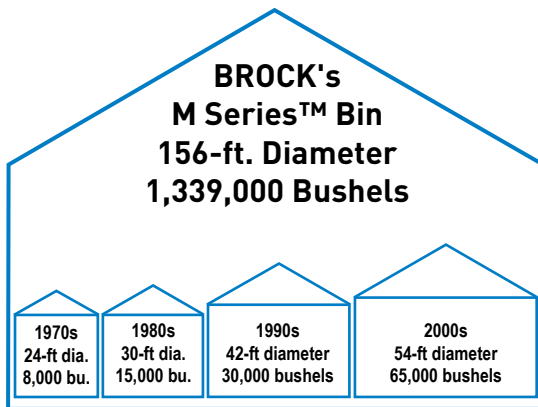 BROCK's
M Series™ Bin
156-ft. Diameter
1,339,000 Bushels
1970s
24-ft dia.
8,000 bu.
1980s
30-ft dia.
15,000 bu.
1990s
42-ft diameter
30,000 bushels
2000s
54-ft diameter
65,000 bushels